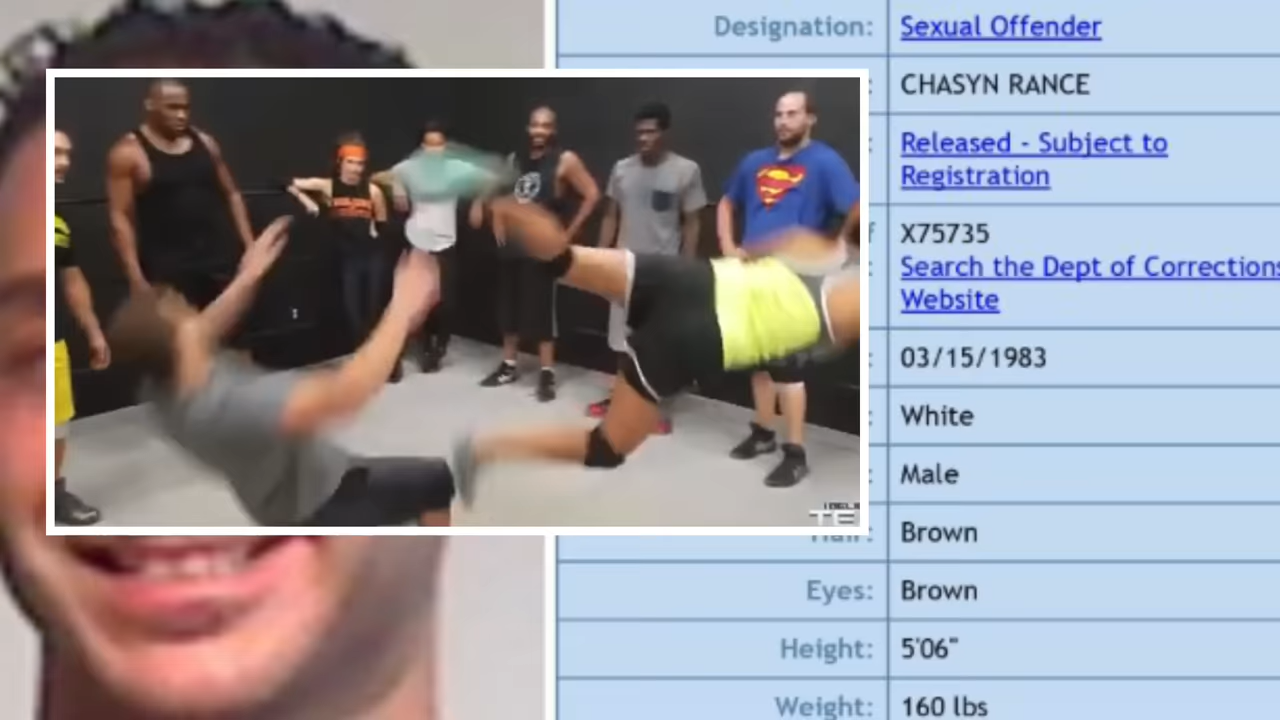 Designation: Sexual Offender
: CHASYN RANCE
: Released - Subject to
Registration
X75735
: Search the Dept of Corrections
Website
: 03/15/1983
: White
: Male
Hair: Brown
Eyes: Brown
Height: 5'06"
Weight: 160 lbs